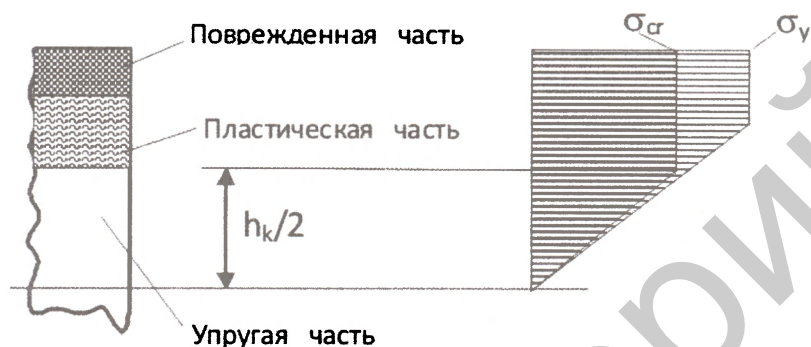 Поврежденная часть
σcr
σy
Пластическая часть
hk/2
Упругая часть